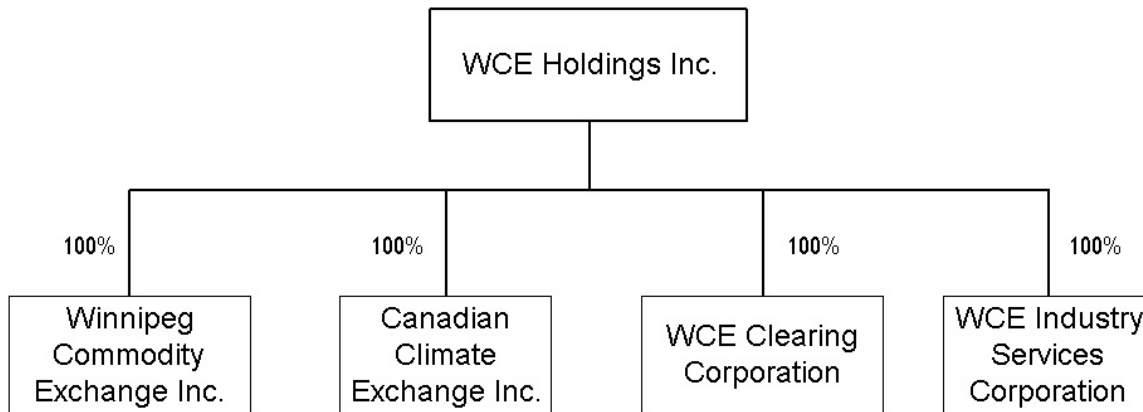 WCE Holdings Inc.
100%
100%
100%
100%
Winnipeg
Commodity
Exchange Inc.
Canadian
Climate
Exchange Inc.
WCE Clearing
Corporation
WCE Industry
Services
Corporation